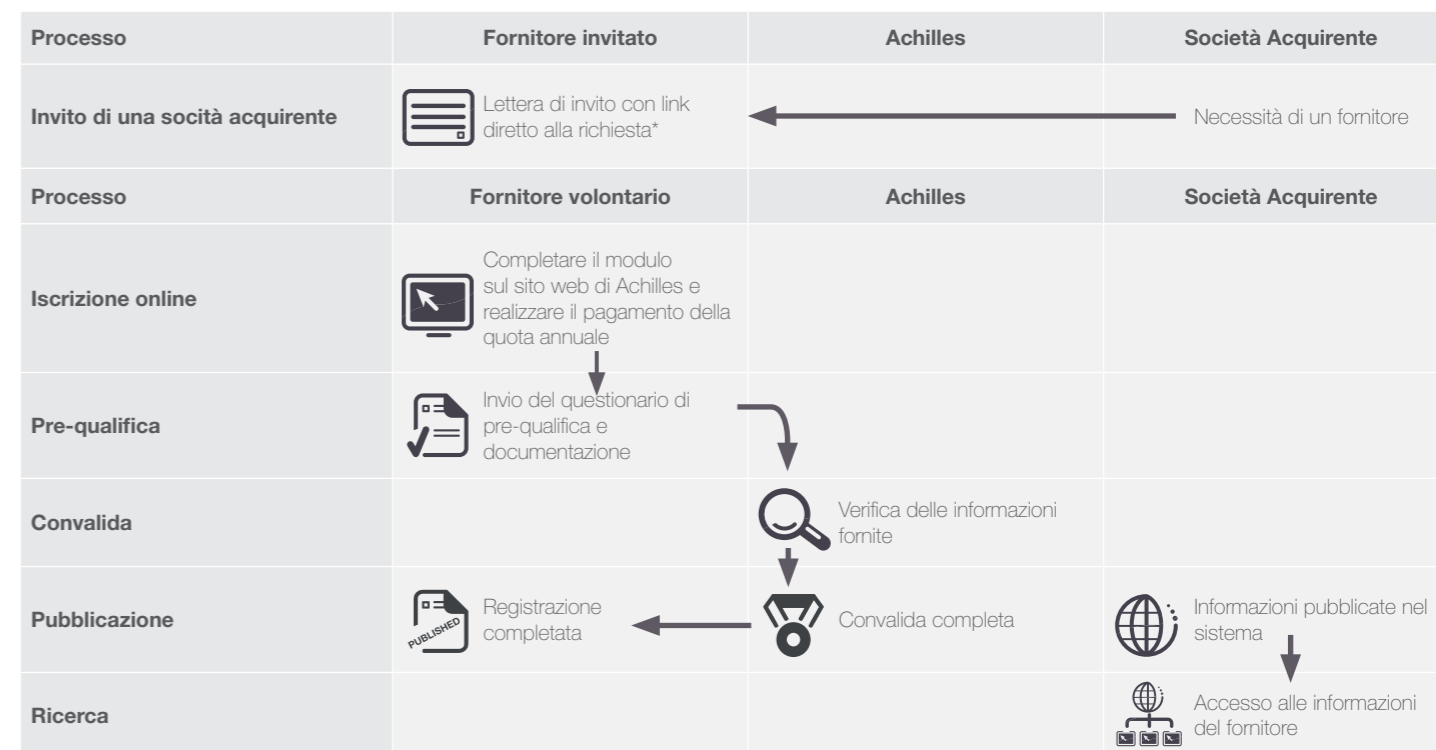 Processo
Fornitore invitato
Achilles
Società Acquirente
Invito di una socità acquirente
Lettera di invito con link
diretto alla richiesta*
Necessità di un fornitore
Processo
Fornitore volontario
Achilles
Società Acquirente
Iscrizione online
Completare il modulo
sul sito web di Achilles e
realizzare il pagamento della
quota annuale
Pre-qualifica
Invio del questionario di
pre-qualifica e
documentazione
Convalida
Verifica delle informazioni
fornite
Pubblicazione
PUBLISHED
Registrazione
completata
Convalida completa
Informazioni pubblicate nel
sistema
Ricerca
Accesso alle informazioni
del fornitore